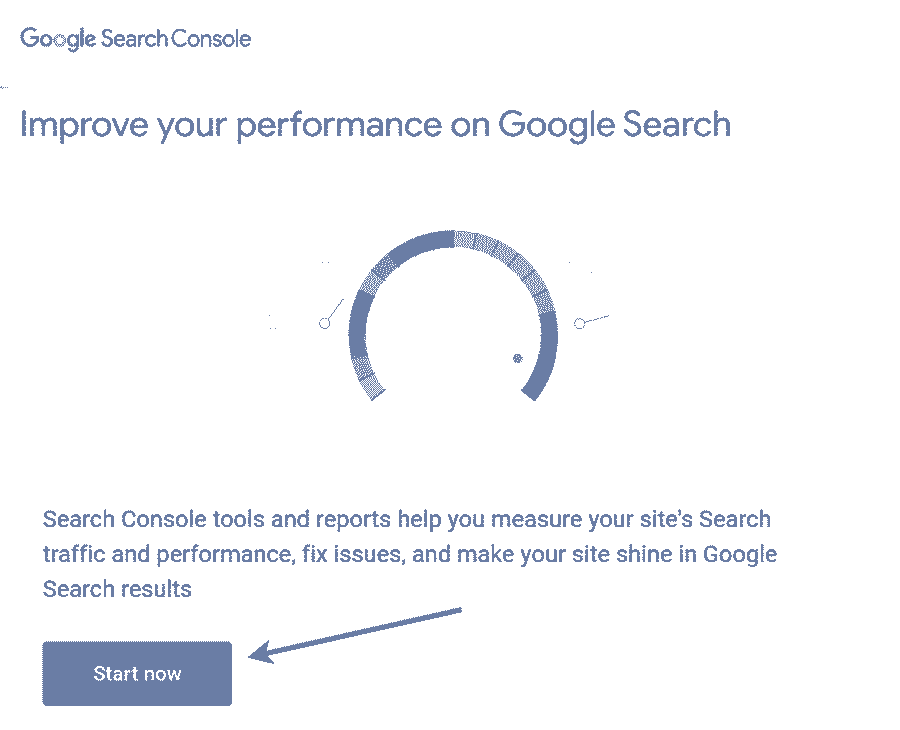 Google Search Console
Improve your performance on Google Search
Search Console tools and reports help you measure your site's Search
traffic and performance, fix issues, and make your site shine in Google
Search results
Start now